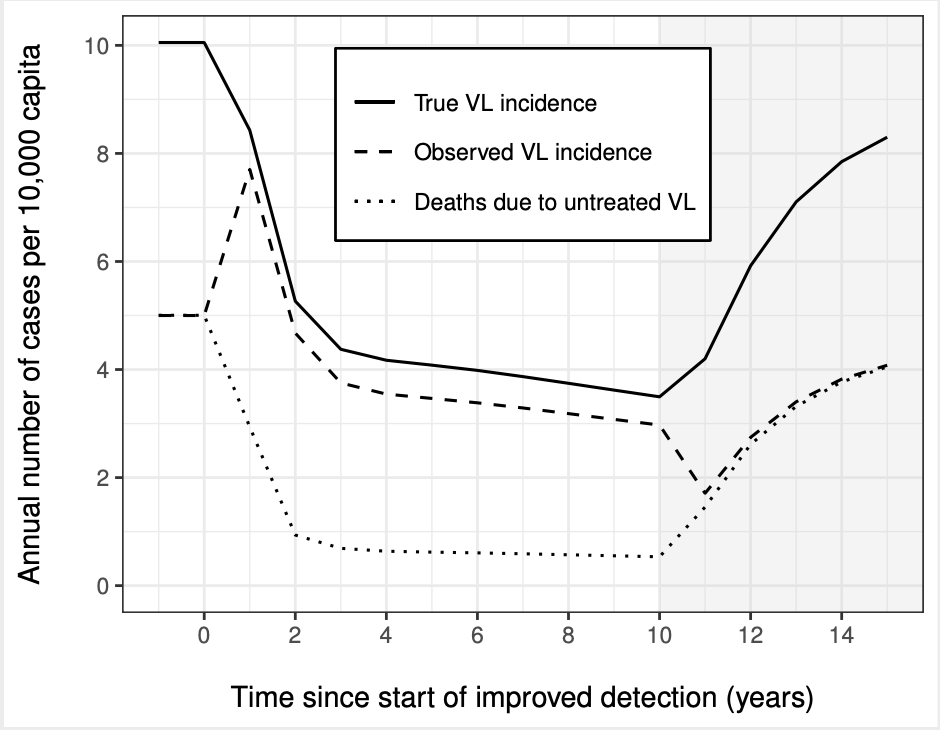 Annual number of cases per 10,000 capita
10
8
6
4
2
0
True VL incidence
Observed VL incidence
Deaths due to untreated VL
0 2 4 6 8 10 12 14
Time since start of improved detection (years)